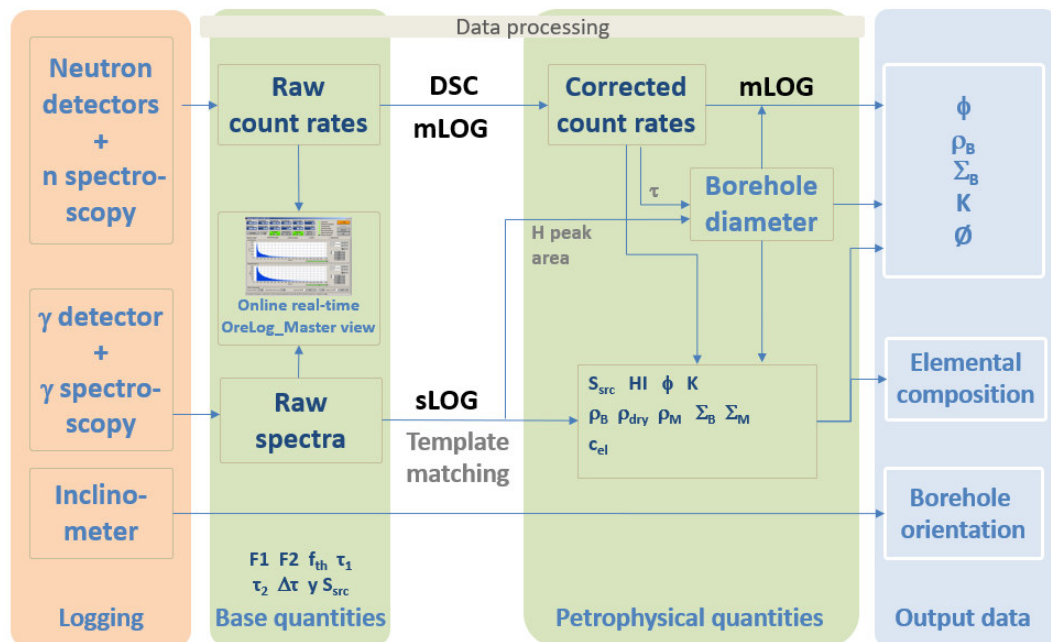 Data processing
Neutron
detectors
+
n spectro-
scopy
Raw
count rates
DSC
mLOG
Corrected
count rates
mLOG
ϕ
ρB
ΣB
K
Ø
τ
Borehole
diameter
H peak
area
Online real-time
OreLog_Master view
γ detector
+
γ spectro-
scopy
Raw
spectra
sLOG
Template
matching
Ssrc HI ϕ K
ρB ρdry ρM ΣB ΣM
cel
Elemental
composition
Inclino-
meter
Borehole
orientation
F1 F2 fth τ1
τ2 Δτ y Ssrc
Logging
Base quantities
Petrophysical quantities
Output data